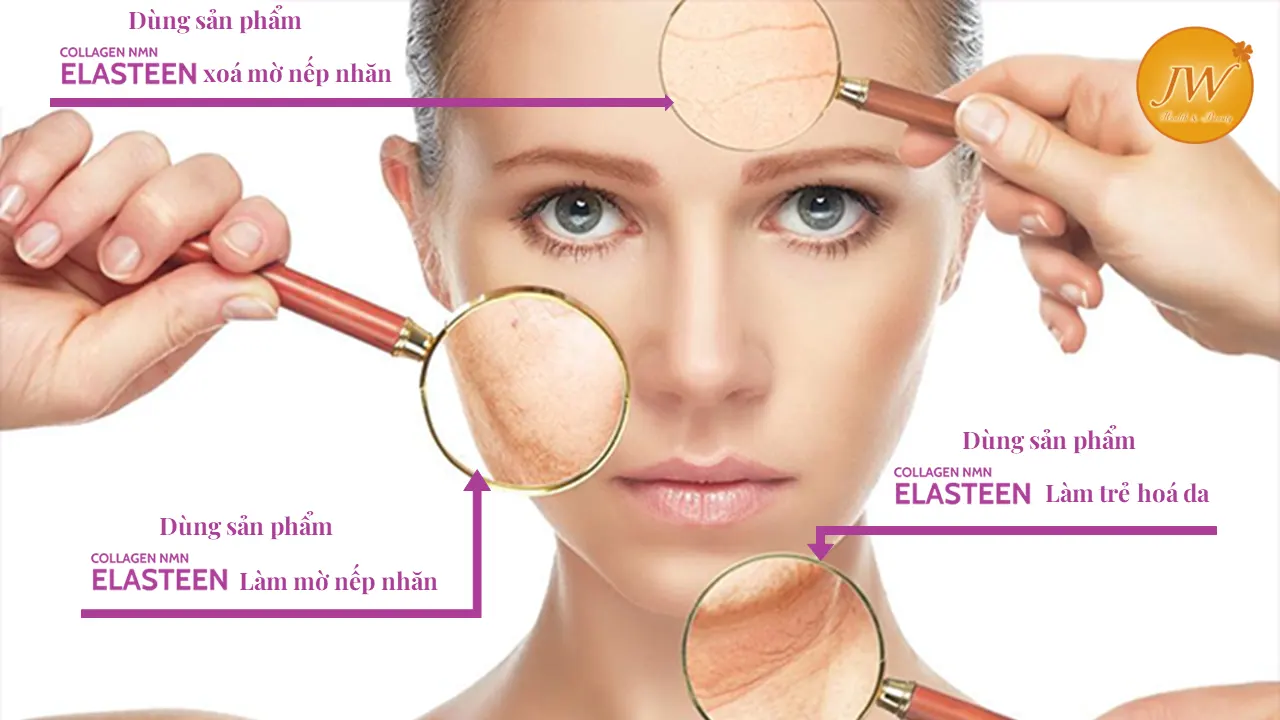 Dùng sản phẩm
COLLAGEN NMN
ELASTEEN xoá mờ nếp nhăn
JW
Health & Beauty
Dùng sản phẩm
COLLAGEN NMN
ELASTEEN Làm trẻ hoá da
Dùng sản phẩm
COLLAGEN NMN
ELASTEEN Làm mờ nếp nhăn